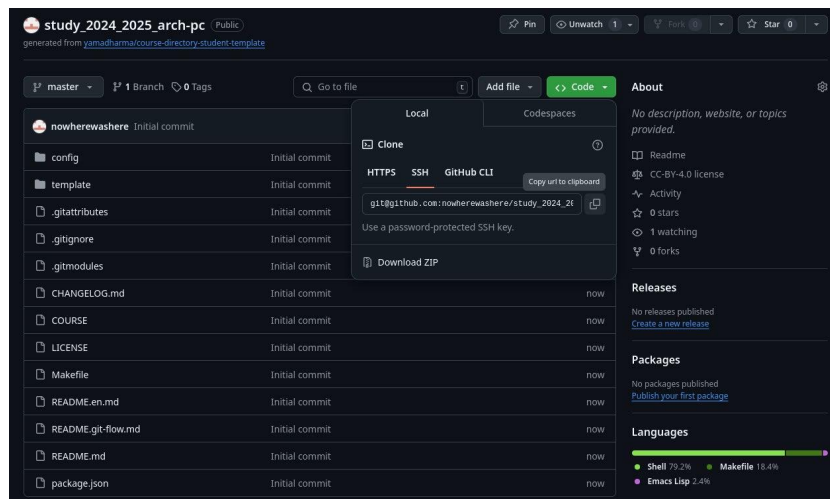 study_2024_2025_arch-pc Public
Pin Unwatch 1 Fork 0 Star 0
generated from yamadharma/course-directory-student-template
master 1 Branch 0 Tags Go to file t Add file Code
nowherewashere Initial commit
config Initial commit
template Initial commit
.gitattributes Initial commit
.gitignore Initial commit
.gitmodules Initial commit
CHANGELOG.md Initial commit now
COURSE Initial commit now
LICENSE Initial commit now
Makefile Initial commit now
README.en.md Initial commit now
README.git-flow.md Initial commit now
README.md Initial commit now
package.json Initial commit now
Local Codespaces
Clone
HTTPS SSH GitHub CLI
Copy url to clipboard
git@github.com:nowherewashere/study_2024_20
Use a password-protected SSH key.
Download ZIP
About
No description, website, or topics
provided.
Readme
CC-BY-4.0 license
Activity
0 stars
1 watching
0 forks
Releases
No releases published
Create a new release
Packages
No packages published
Publish your first package
Languages
Shell 79.2% Makefile 18.4%
Emacs Lisp 2.4%